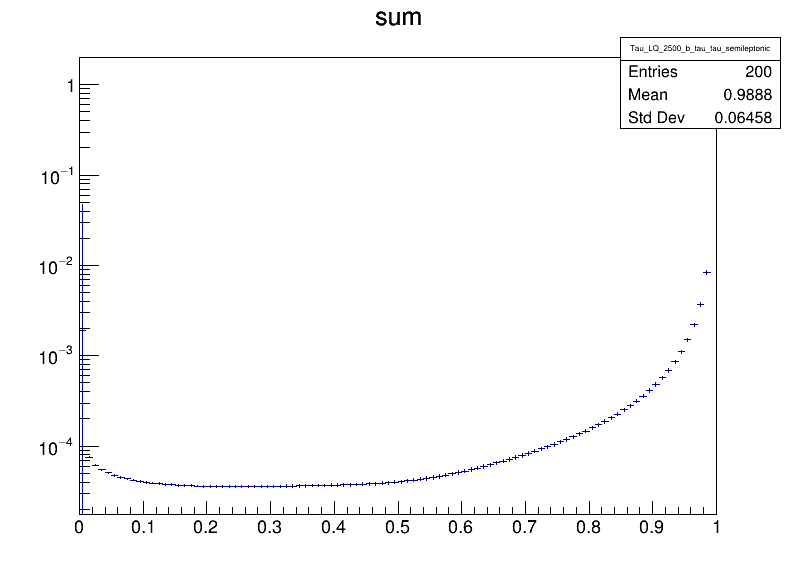 sum
Tau_LQ_2500_b_tau_tau_semileptonic
Entries 200
Mean 0.9888
Std Dev 0.06458
1
10⁻¹
10⁻²
10⁻³
10⁻⁴
0 0.1 0.2 0.3 0.4 0.5 0.6 0.7 0.8 0.9 1